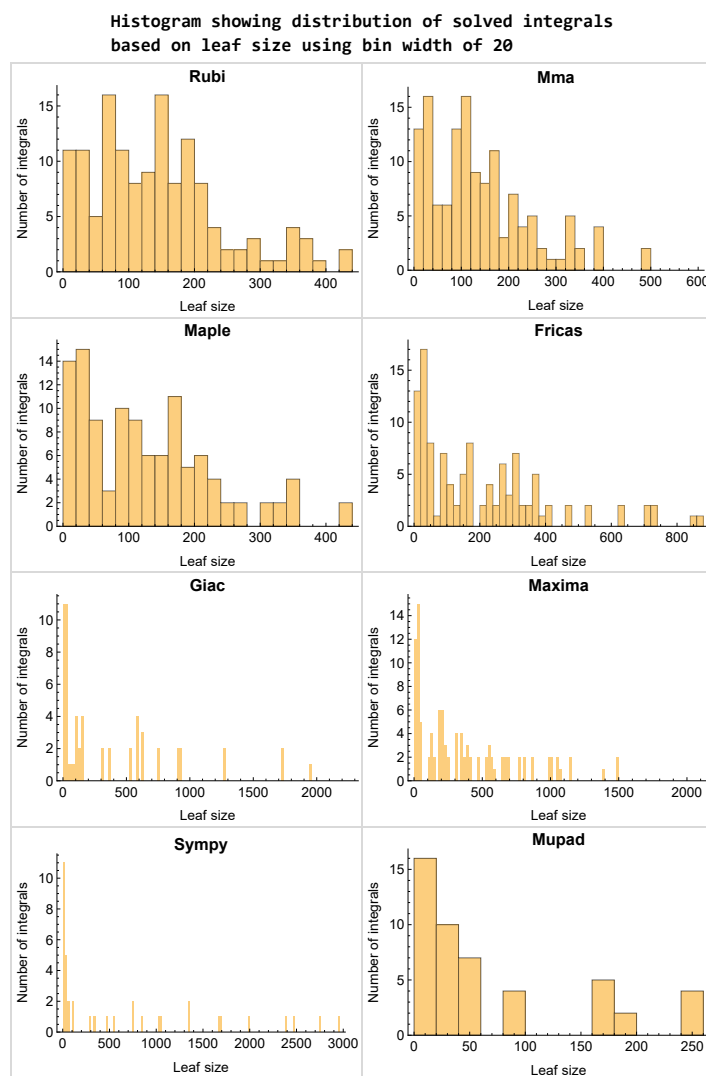 Histogram showing distribution of solved integrals
based on leaf size using bin width of 20
Rubi
Number of integrals
15
10
5
0
0 100 200 300 400
Leaf size
Mma
Number of integrals
15
10
5
0
0 100 200 300 400 500 600
Leaf size
Maple
Number of integrals
14
12
10
8
6
4
2
0
0 100 200 300 400
Leaf size
Fricas
Number of integrals
15
10
5
0
0 200 400 600 800
Leaf size
Giac
Number of integrals
10
8
6
4
2
0
0 500 1000 1500 2000
Leaf size
Maxima
Number of integrals
14
12
10
8
6
4
2
0
0 500 1000 1500 2000
Leaf size
Sympy
Number of integrals
10
8
6
4
2
0
0 500 1000 1500 2000 2500 3000
Leaf size
Mupad
Number of integrals
15
10
5
0
0 50 100 150 200 250
Leaf size